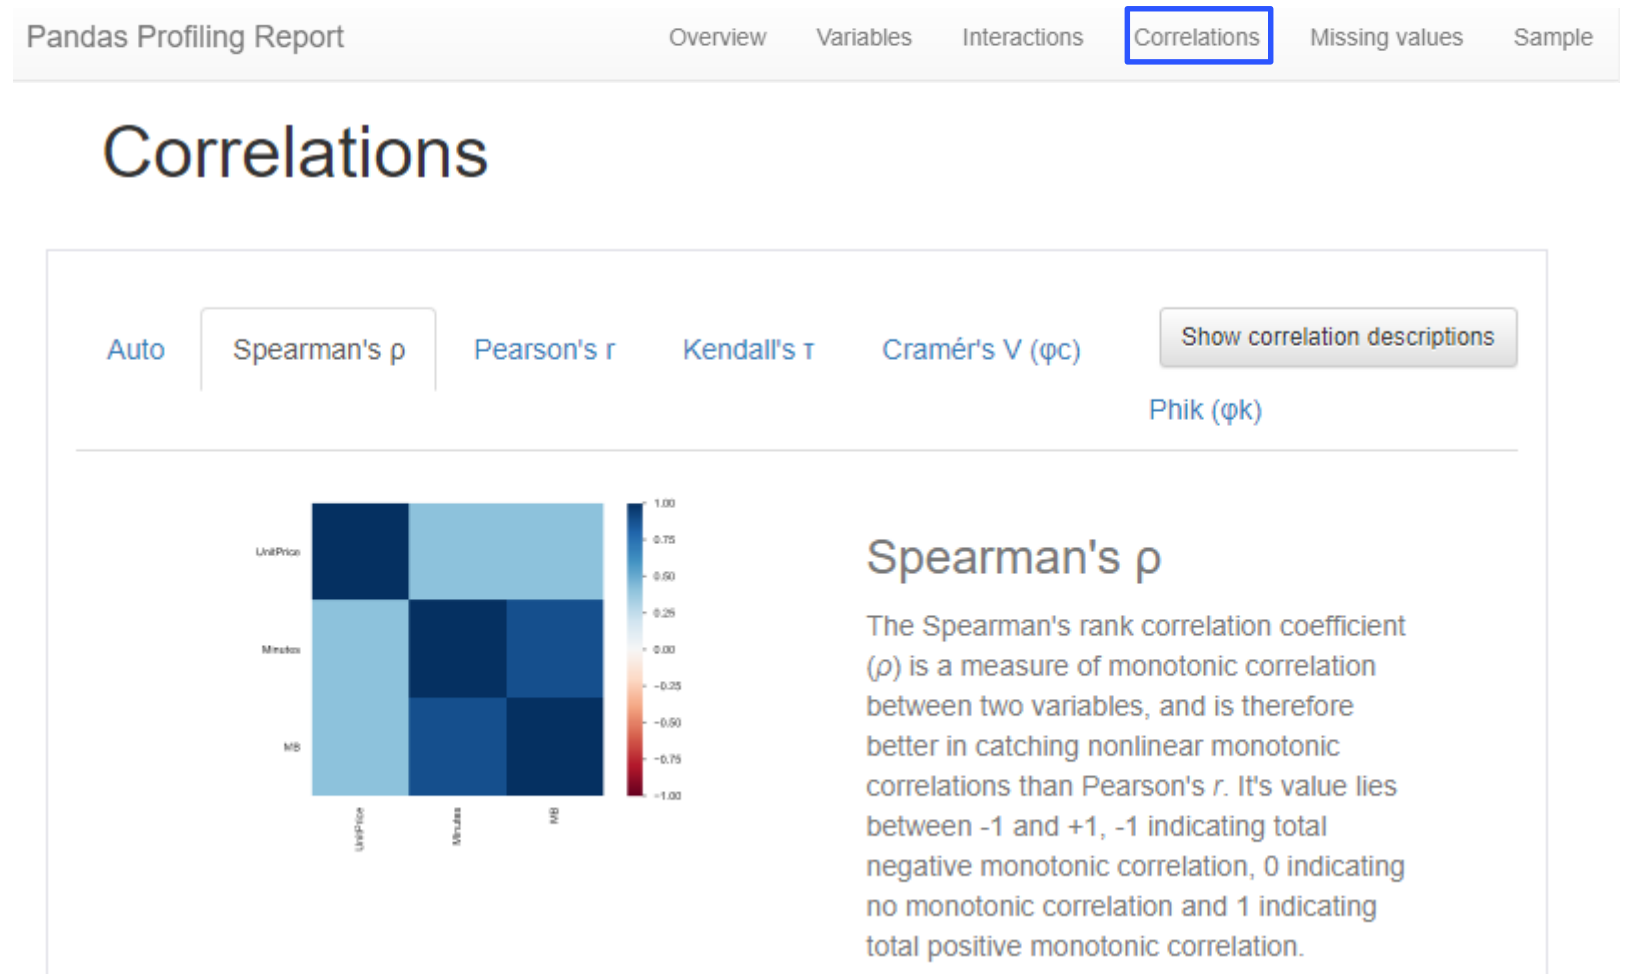 Pandas Profiling Report
Overview Variables Interactions Correlations Missing values Sample
Correlations
Auto Spearman's ρ Pearson's r Kendall's τ Cramér's V (φc) Show correlation descriptions
Phik (φk)
1.00
0.75
0.50
0.25
0.00
-0.25
-0.50
-0.75
-1.00
UnitPrice
Minutes
MB
UnitPrice
Minutes
MB
Spearman's ρ
The Spearman's rank correlation coefficient
(ρ) is a measure of monotonic correlation
between two variables, and is therefore
better in catching nonlinear monotonic
correlations than Pearson's r. It's value lies
between -1 and +1, -1 indicating total
negative monotonic correlation, 0 indicating
no monotonic correlation and 1 indicating
total positive monotonic correlation.